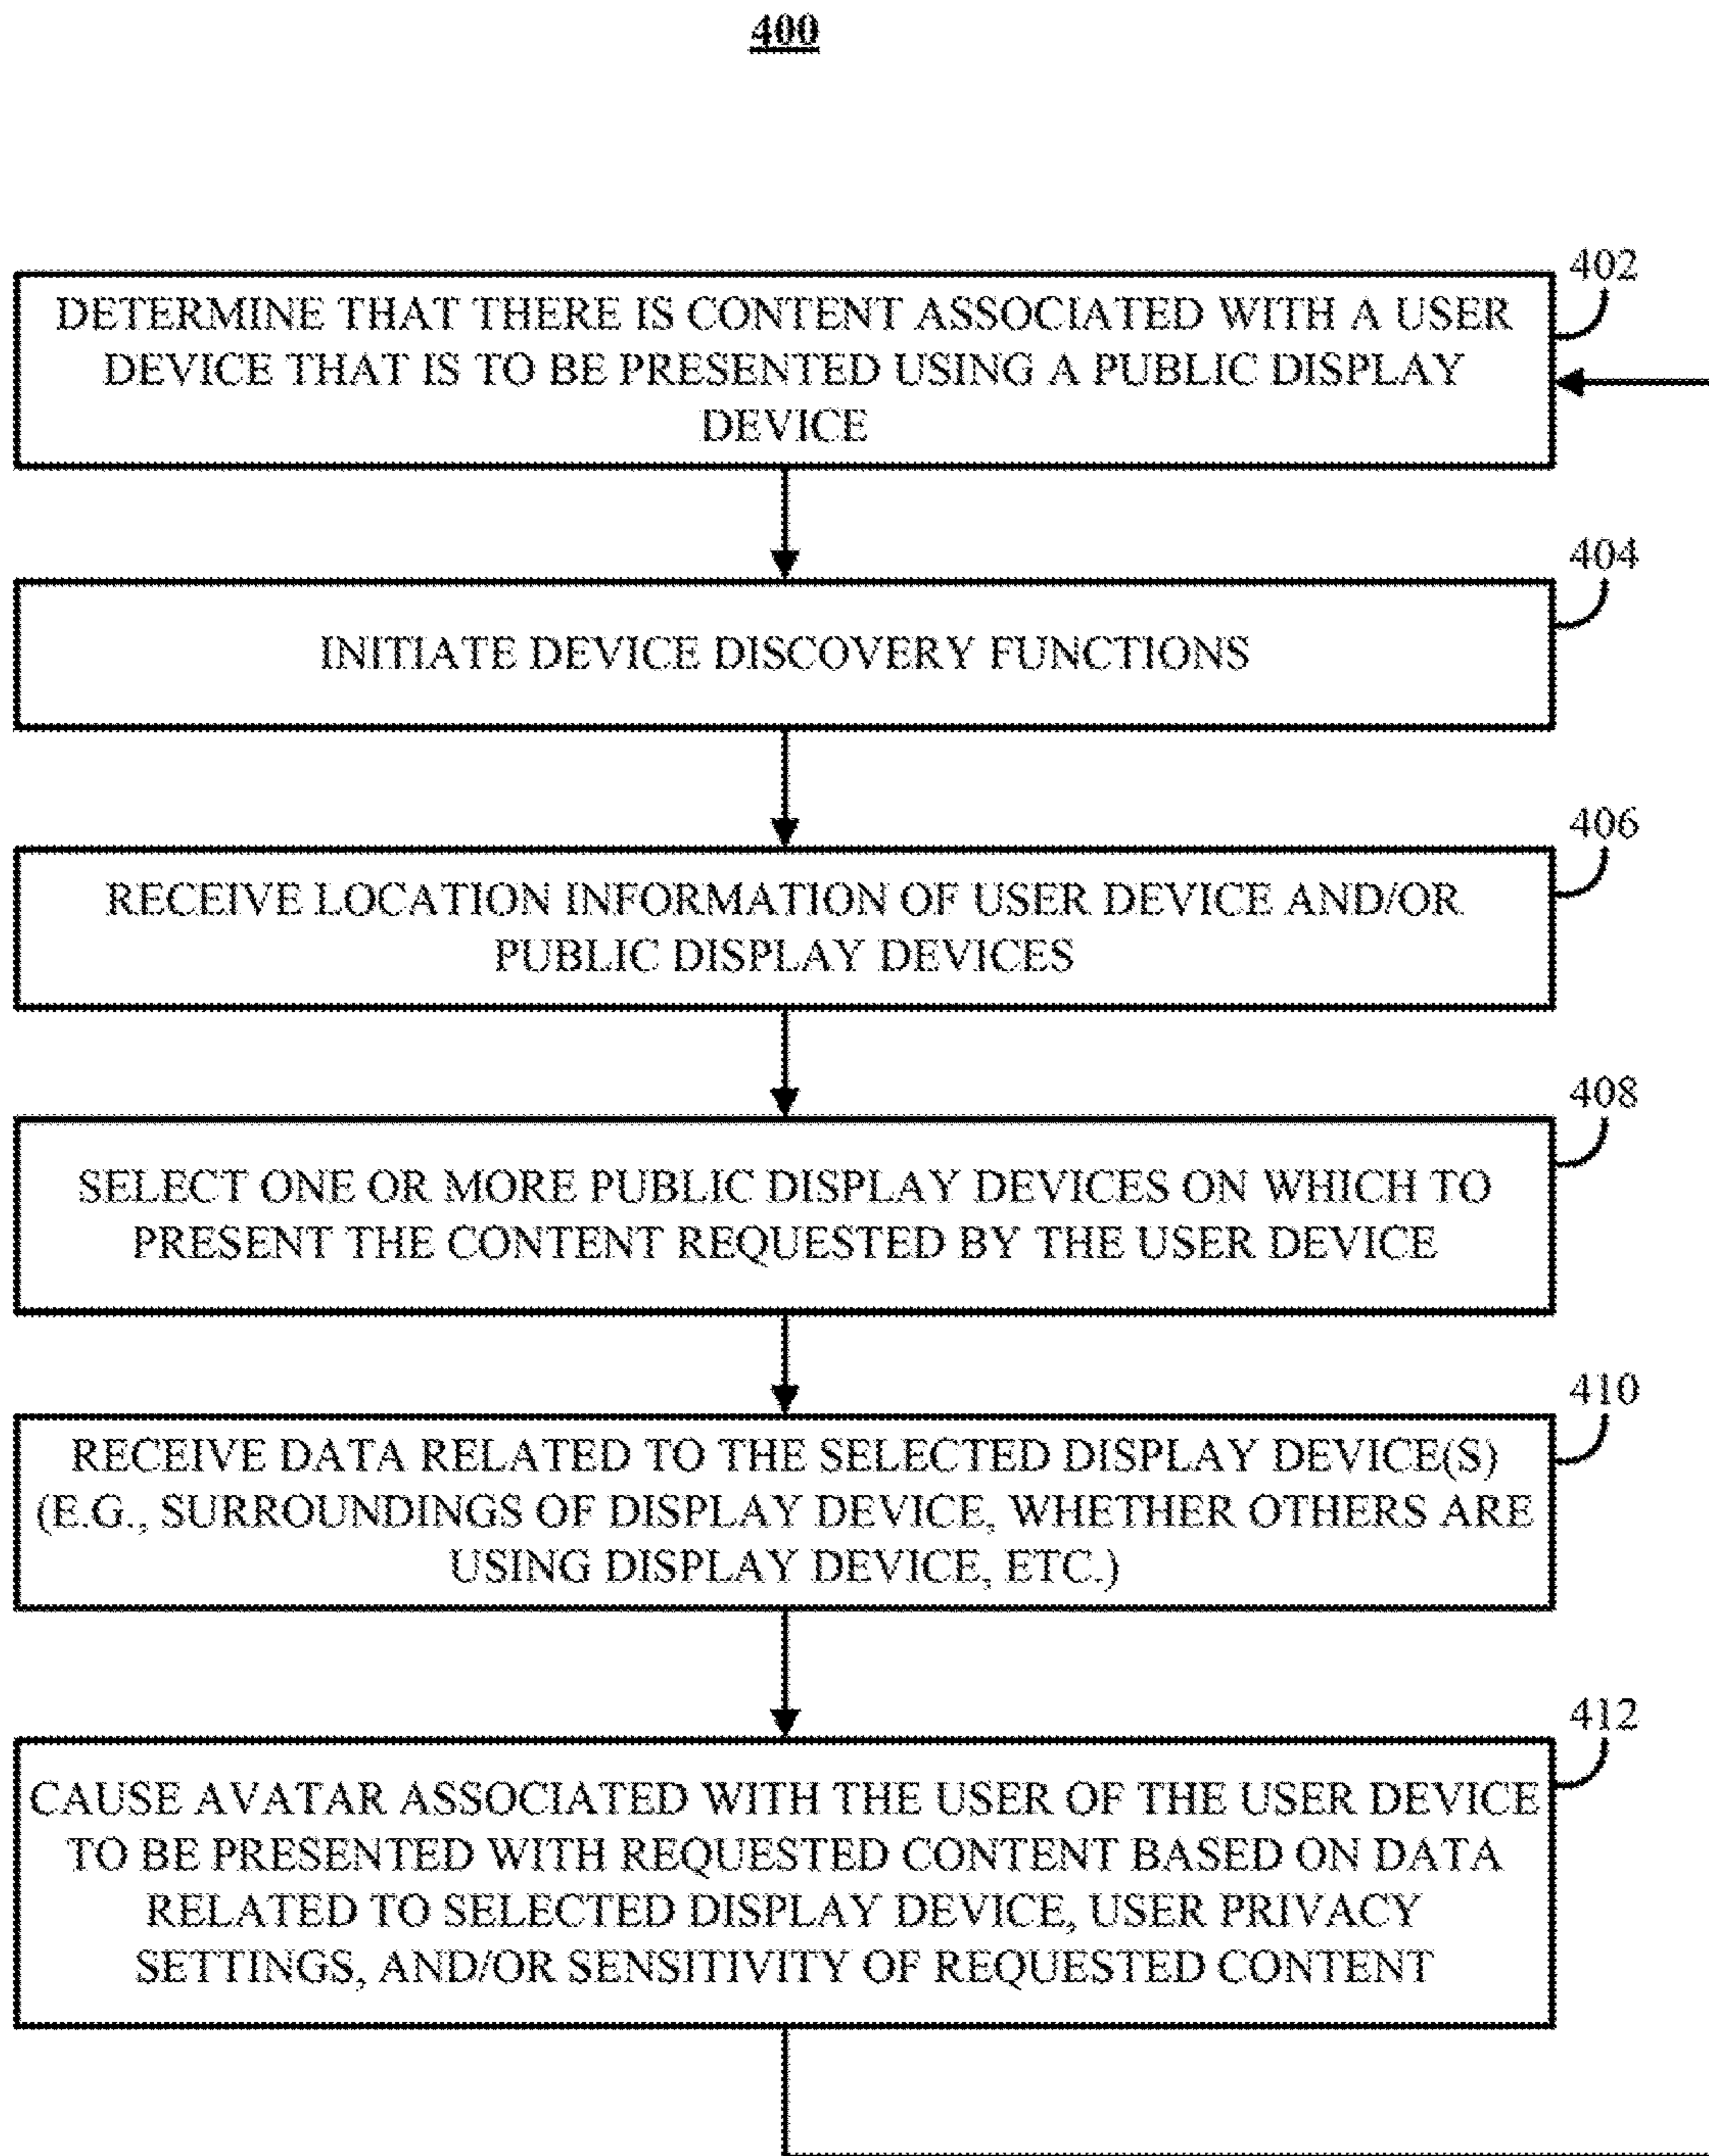 400
402
DETERMINE THAT THERE IS CONTENT ASSOCIATED WITH A USER
DEVICE THAT IS TO BE PRESENTED USING A PUBLIC DISPLAY
DEVICE
404
INITIATE DEVICE DISCOVERY FUNCTIONS
406
RECEIVE LOCATION INFORMATION OF USER DEVICE AND/OR
PUBLIC DISPLAY DEVICES
408
SELECT ONE OR MORE PUBLIC DISPLAY DEVICES ON WHICH TO
PRESENT THE CONTENT REQUESTED BY THE USER DEVICE
410
RECEIVE DATA RELATED TO THE SELECTED DISPLAY DEVICE(S)
(E.G., SURROUNDINGS OF DISPLAY DEVICE, WHETHER OTHERS ARE
USING DISPLAY DEVICE, ETC.)
412
CAUSE AVATAR ASSOCIATED WITH THE USER OF THE USER DEVICE
TO BE PRESENTED WITH REQUESTED CONTENT BASED ON DATA
RELATED TO SELECTED DISPLAY DEVICE, USER PRIVACY
SETTINGS, AND/OR SENSITIVITY OF REQUESTED CONTENT